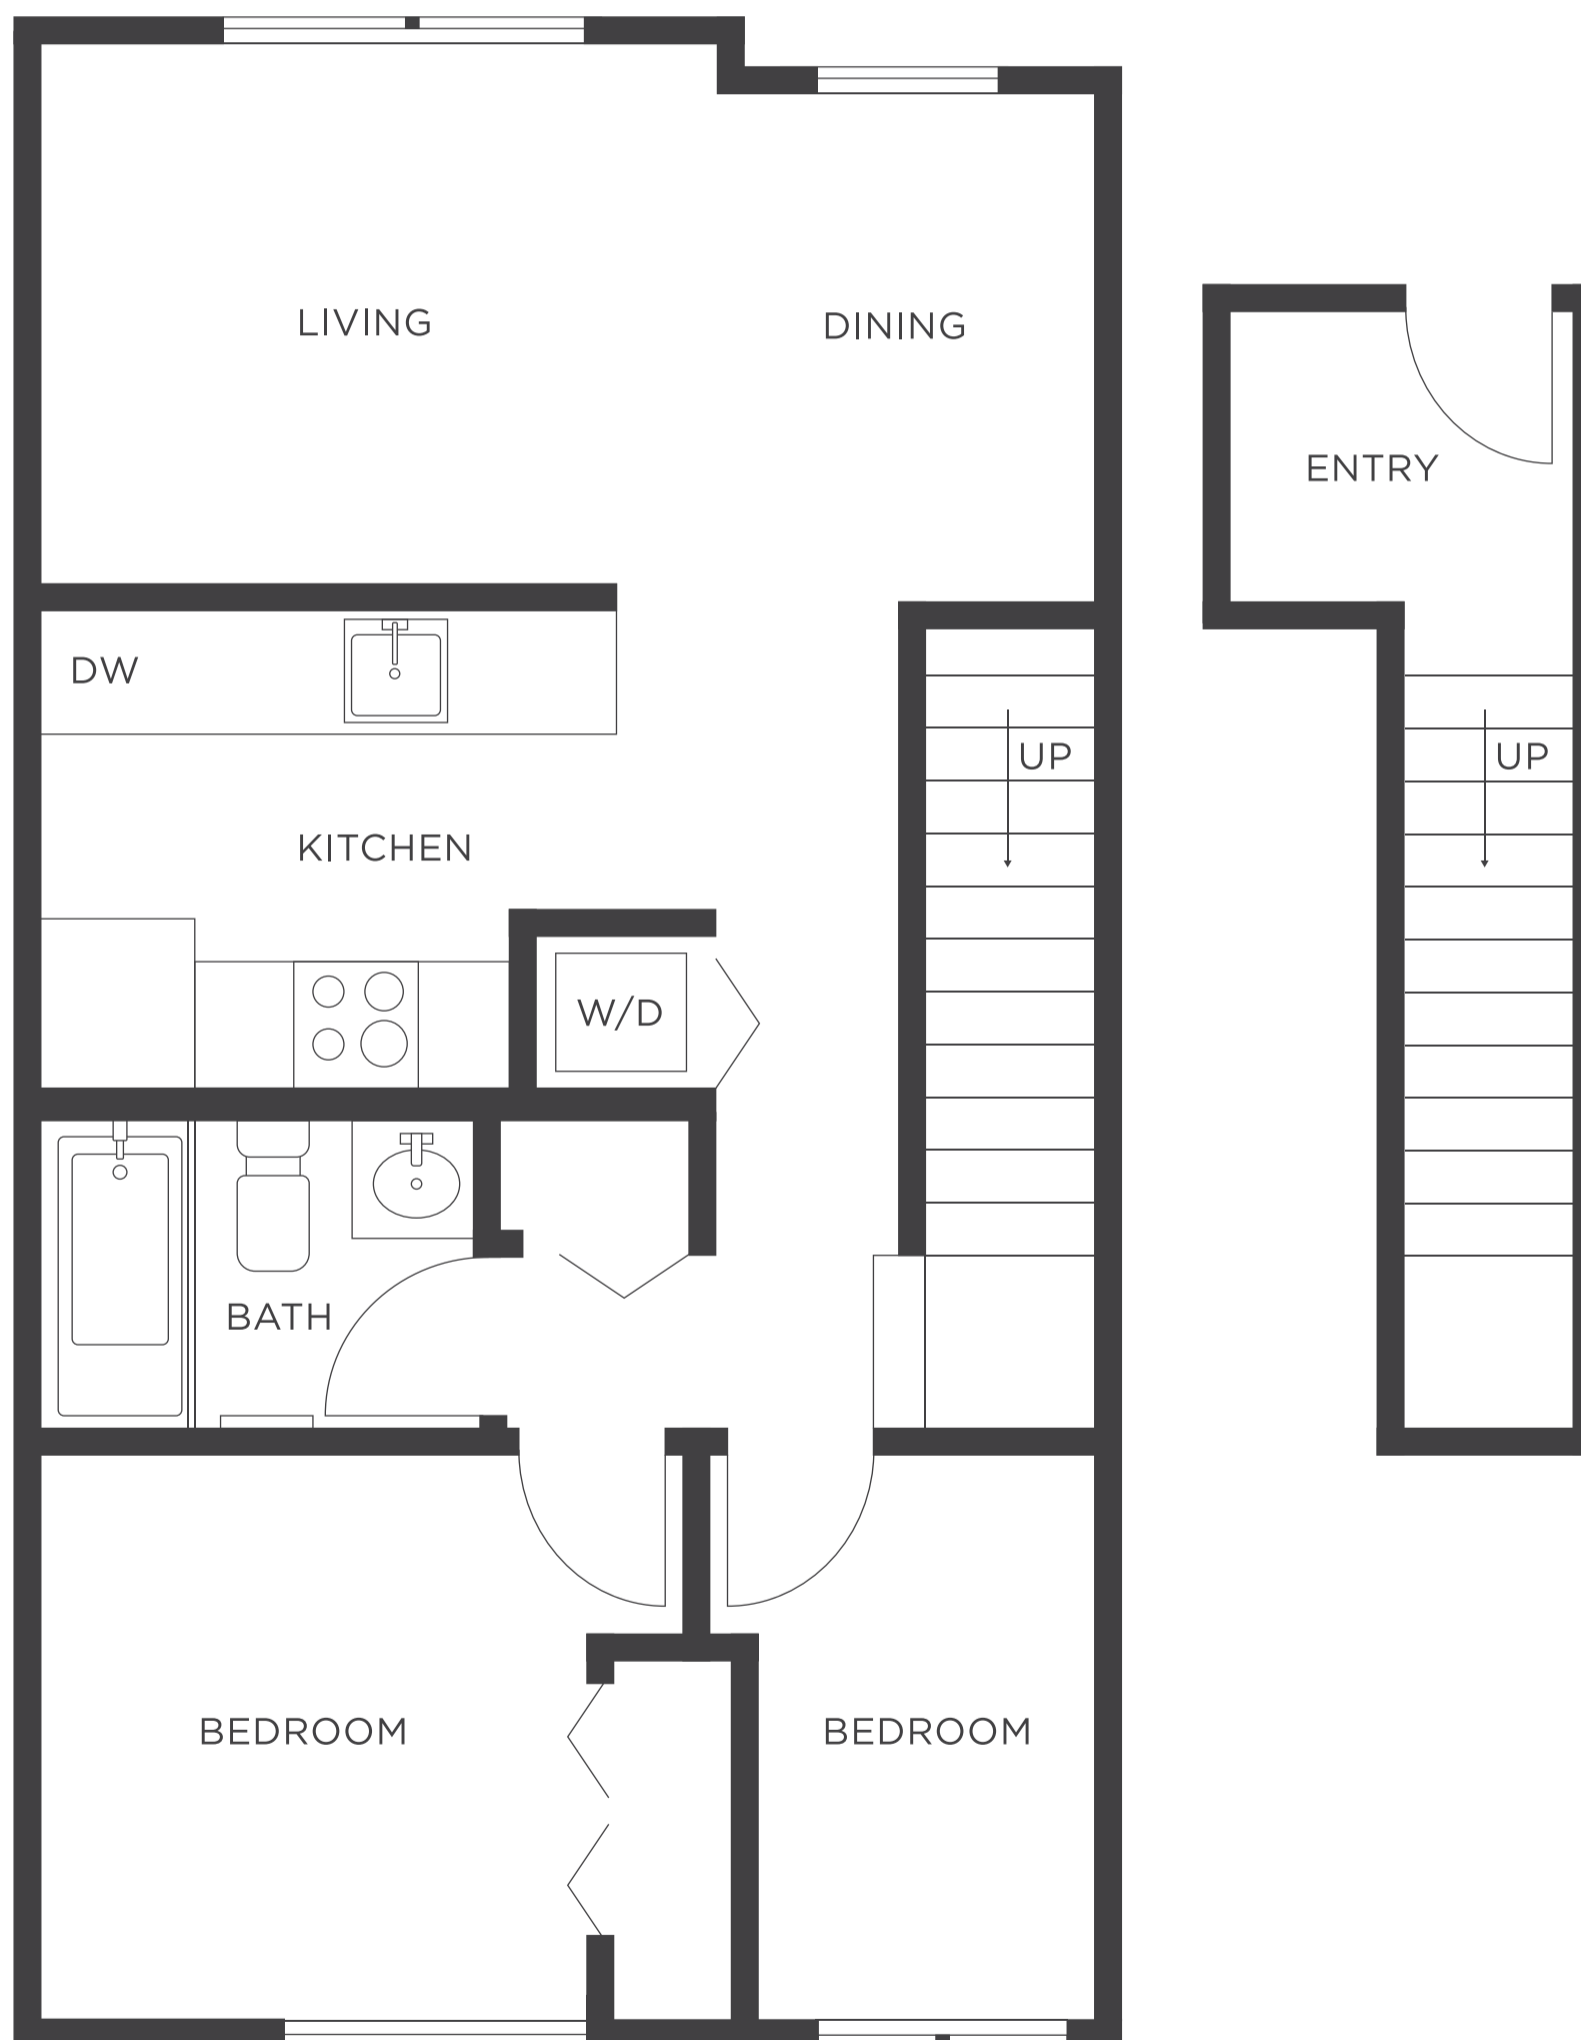 LIVING
DINING
ENTRY
DW
UP
UP
KITCHEN
W/D
BATH
BEDROOM
BEDROOM